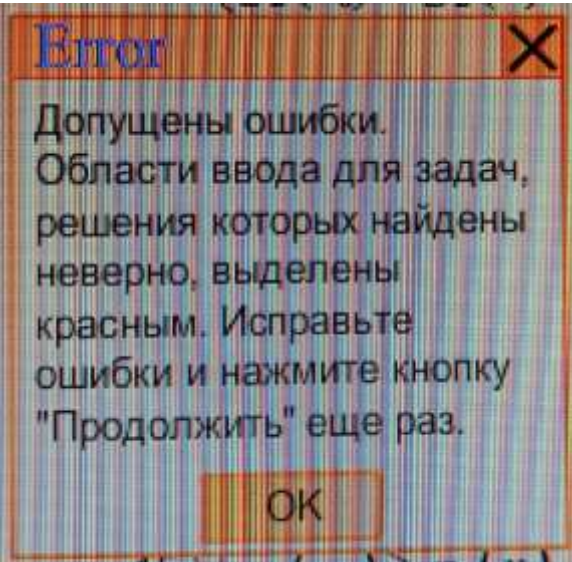 Error
Допущены ошибки.
Области ввода для задач,
решения которых найдены
неверно, выделены
красным. Исправьте
ошибки и нажмите кнопку
"Продолжить" еще раз.
OK